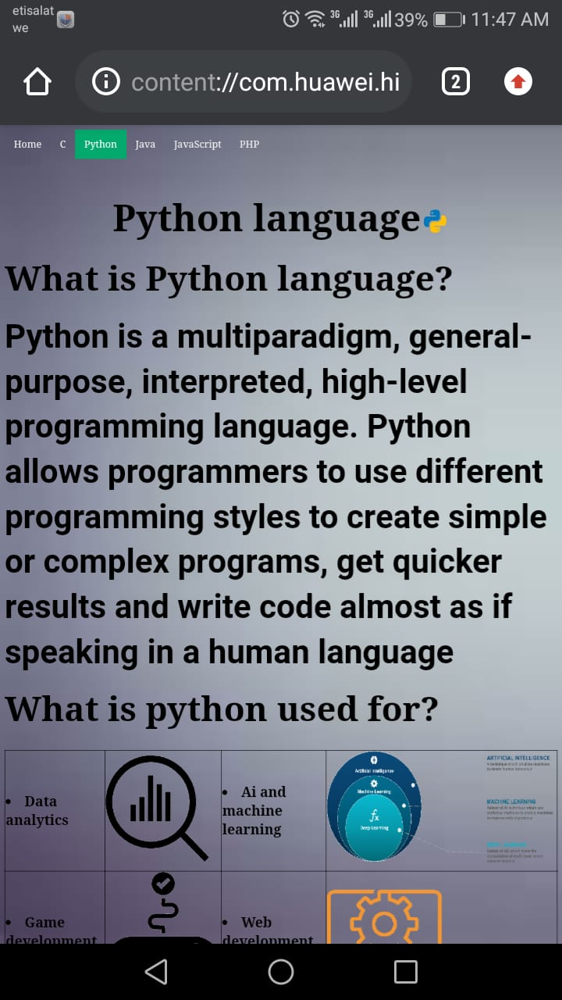 etisalat
we
3G 3G 39% 11:47 AM
content://com.huawei.hi
2
Home C Python Java JavaScript PHP
Python language
What is Python language?
Python is a multiparadigm, general-
purpose, interpreted, high-level
programming language. Python
allows programmers to use different
programming styles to create simple
or complex programs, get quicker
results and write code almost as if
speaking in a human language
What is python used for?
• Data
analytics
• Ai and
machine
learning
Artificial Intelligence
Machine Learning
fx
Deep Learning
ARTIFICIAL INTELLIGENCE
MACHINE LEARNING
• Game
development
• Web
development